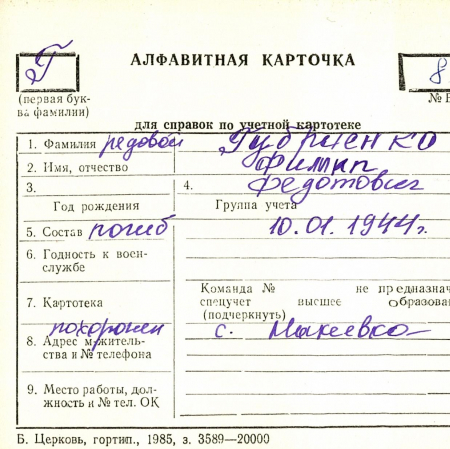 Г
АЛФАВИТНАЯ КАРТОЧКА
8
(первая бук-
ва фамилии)
№ В
для справок по учетной картотеке
1. Фамилия рядовой Губриенко
2. Имя, отчество Филипп
3. 4. Федотович
Год рождения Группа учета
5. Состав погиб 10.01.1944г.
6. Годность к воен-
службе
Команда № не предназнач
7. Картотека спецучет высшее образова
(подчеркнуть)
похоронен с. Макеевка
8. Адрес м-житель-
ства и № телефона
9. Место работы, дол-
жность и № тел. ОК
Б. Церковь, гортип., 1985, з. 3589—20000